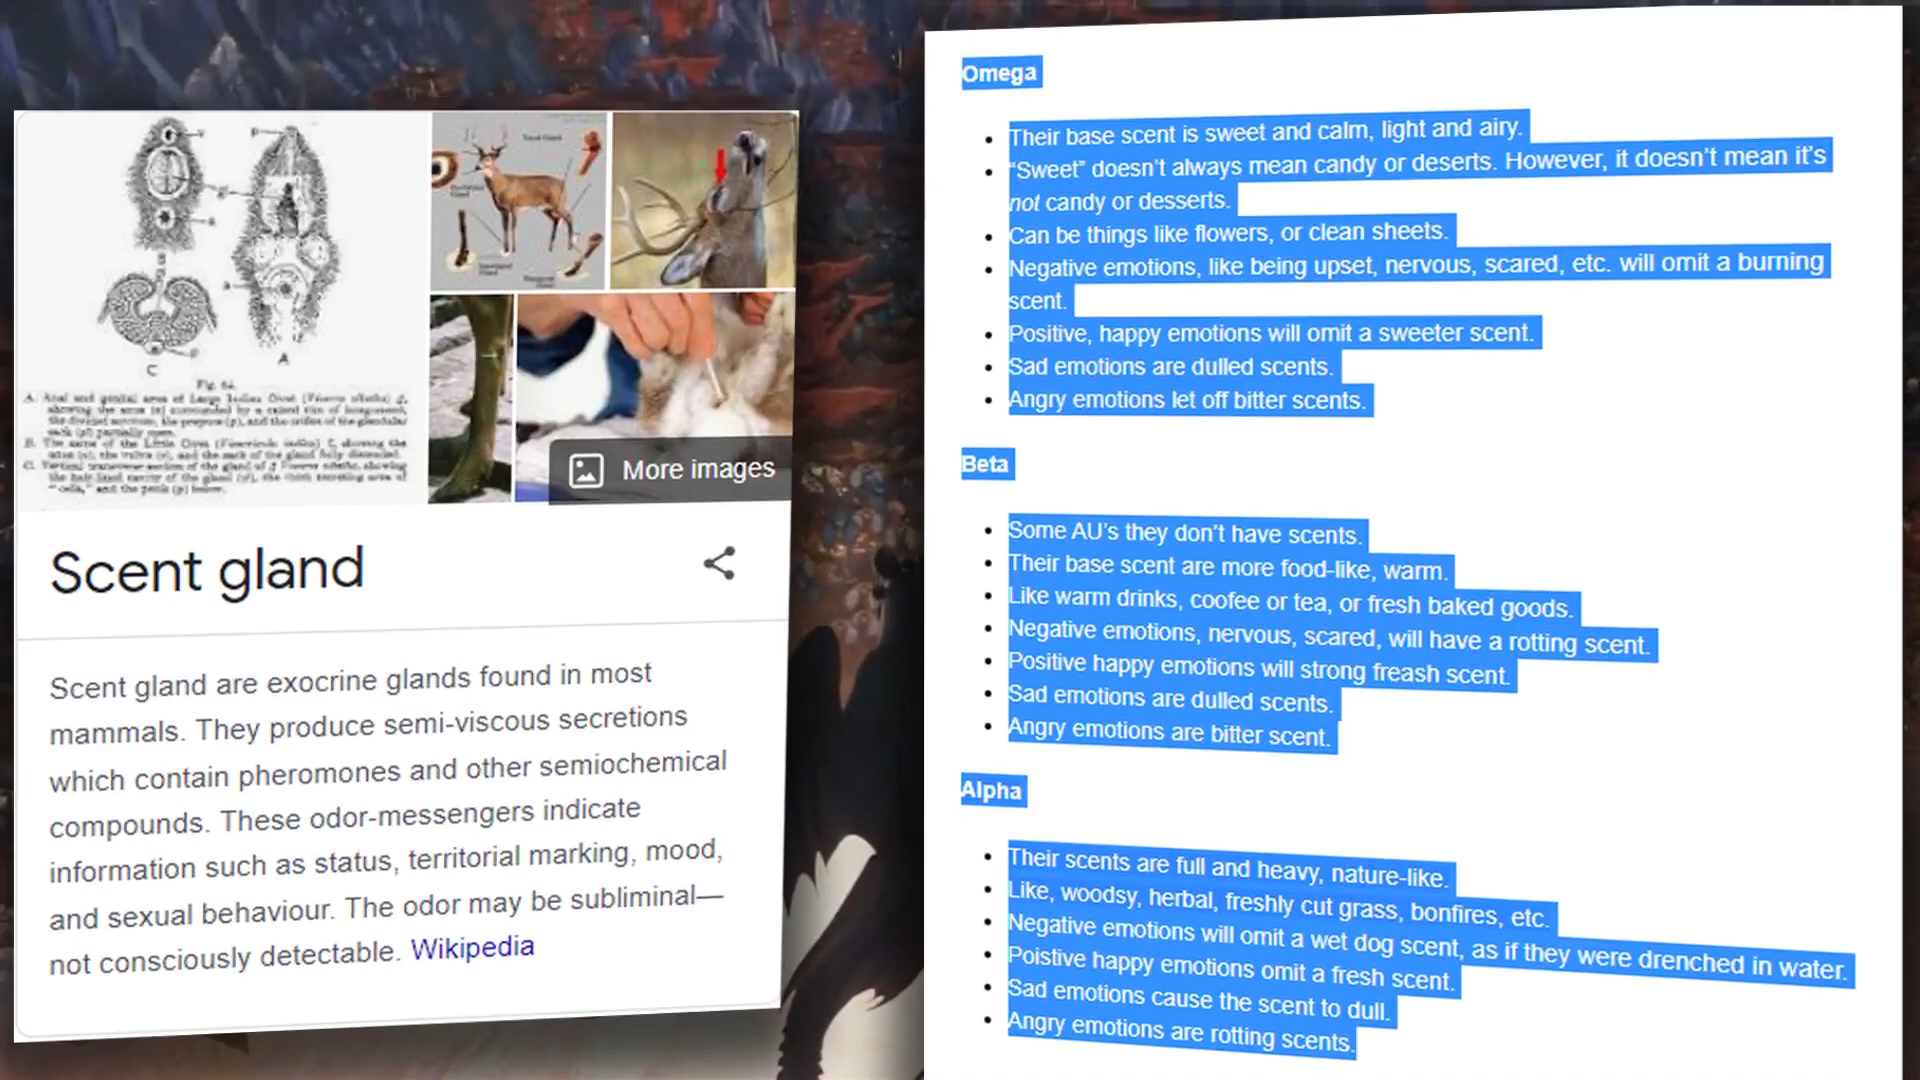 More images
Scent gland
Scent gland are exocrine glands found in most
mammals. They produce semi-viscous secretions
which contain pheromones and other semiochemical
compounds. These odor-messengers indicate
information such as status, territorial marking, mood,
and sexual behaviour. The odor may be subliminal—
not consciously detectable. Wikipedia
Omega
Their base scent is sweet and calm, light and airy.
“Sweet” doesn’t always mean candy or deserts. However, it doesn’t mean it’s
not candy or desserts.
Can be things like flowers, or clean sheets.
Negative emotions, like being upset, nervous, scared, etc. will omit a burning
scent.
Positive, happy emotions will omit a sweeter scent.
Sad emotions are dulled scents.
Angry emotions let off bitter scents.
Beta
Some AU’s they don’t have scents.
Their base scent are more food-like, warm.
Like warm drinks, coofee or tea, or fresh baked goods.
Negative emotions, nervous, scared, will have a rotting scent.
Positive happy emotions will strong freash scent.
Sad emotions are dulled scents.
Angry emotions are bitter scent.
Alpha
Their scents are full and heavy, nature-like.
Like, woodsy, herbal, freshly cut grass, bonfires, etc.
Negative emotions will omit a wet dog scent, as if they were drenched in water.
Poistive happy emotions omit a fresh scent.
Sad emotions cause the scent to dull.
Angry emotions are rotting scents.